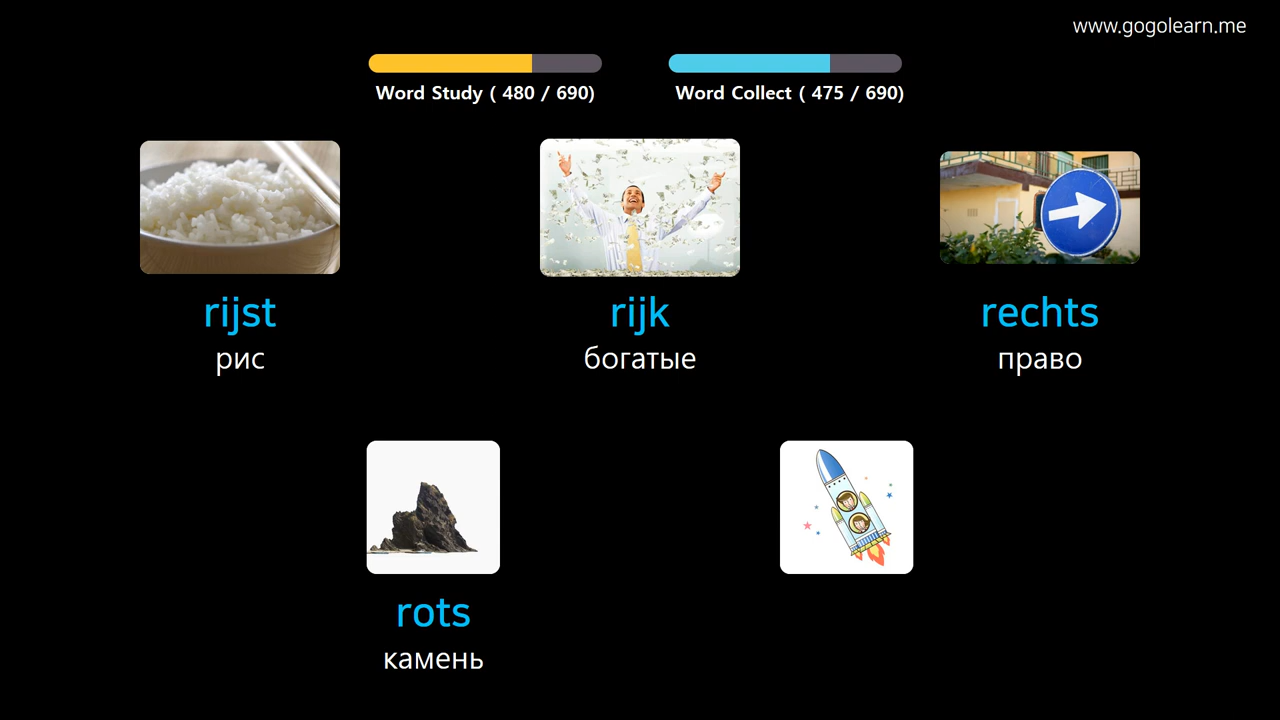 www.gogolearn.me
Word Study ( 480 / 690)
Word Collect ( 475 / 690)
rijst
рис
rijk
богатые
rechts
право
rots
камень